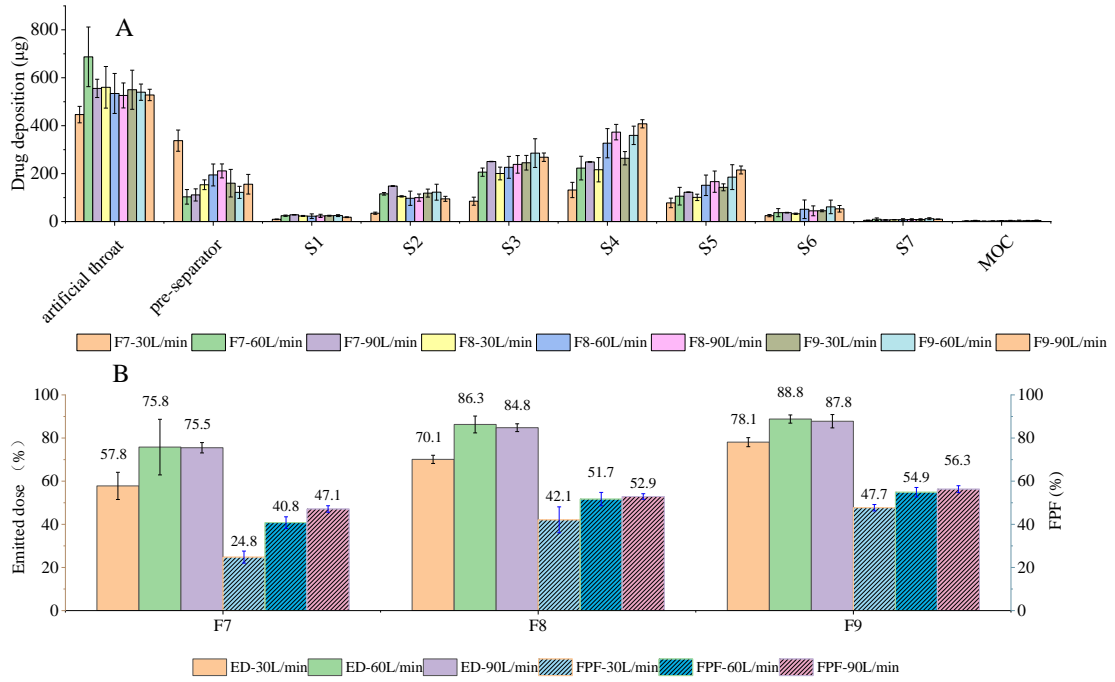 A
Drug deposition (μg)
800
600
400
200
0
artificial throat
pre-separator
S1
S2
S3
S4
S5
S6
S7
MOC
F7-30L/min F7-60L/min F7-90L/min F8-30L/min F8-60L/min F8-90L/min F9-30L/min F9-60L/min F9-90L/min
B
Emitted dose (%)
FPF (%)
100 100
80 80
60 60
40 40
20 20
0 0
57.8 75.8 75.5 24.8 40.8 47.1
70.1 86.3 84.8 42.1 51.7 52.9
78.1 88.8 87.8 47.7 54.9 56.3
F7 F8 F9
ED-30L/min ED-60L/min ED-90L/min FPF-30L/min FPF-60L/min FPF-90L/min